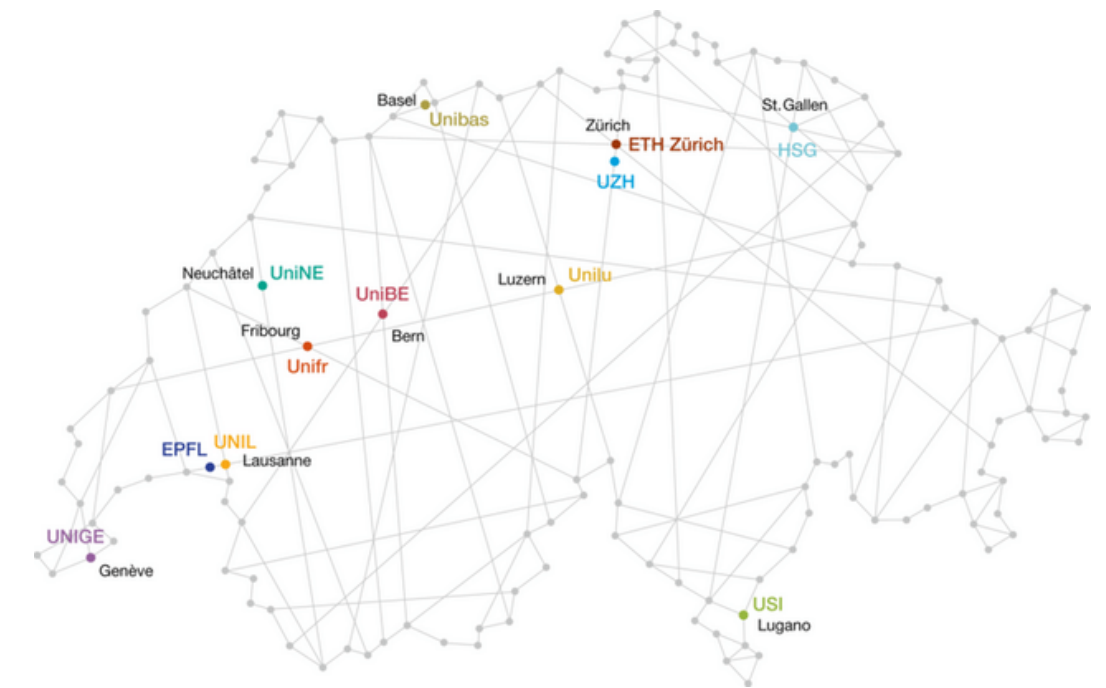 Basel
Unibas
St. Gallen
HSG
Zürich
ETH Zürich
UZH
Neuchâtel
UniNE
Luzern
Unilu
UniBE
Bern
Fribourg
Unifr
EPFL
UNIL
Lausanne
UNIGE
Genève
USI
Lugano